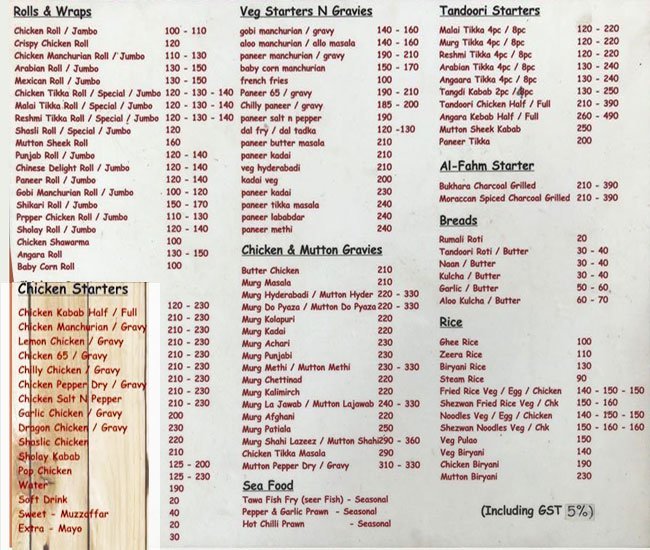 Rolls & Wraps
Chicken Roll / Jombo 100 - 110
Crispy Chicken Roll 120
Chicken Manchurian Roll / Jumbo 110 - 130
Arabian Roll / Jumbo 130 - 150
Mexican Roll / Jumbo 130 - 150
Chicken Tikka Roll / Special / Jumbo 120 - 130 - 140
Malai Tikka Roll / Special / Jumbo 120 - 130 - 140
Reshmi Tikka Roll / Special / Jumbo 120 - 130 - 140
Shasli Roll / Special / Jumbo 120
Mutton Sheek Roll 160
Punjab Roll / Jumbo 120 - 140
Chinese Delight Roll / Jumbo 120 - 140
Paneer Roll / Jumbo 120 - 140
Gobi Manchurian Roll / Jumbo 100 - 120
Shikari Roll / Jumbo 150 - 170
Prpper Chicken Roll / Jumbo 110 - 130
Sholay Roll / Jumbo 120 - 140
Chicken Shawarma 100
Angara Roll 130 - 150
Baby Corn Roll 100
Chicken Starters
Chicken Kabab Half / Full
Chicken Manchurian / Gravy
Lemon Chicken / Gravy
Chicken 65 / Gravy
Chilly Chicken / Gravy
Chicken Pepper Dry / Gravy
Chicken Salt N Pepper
Garlic Chicken / Gravy
Dragon Chicken / Gravy
Shaslic Chicken
Sholay Kabab
Pop Chicken
Water
Soft Drink
Sweet - Muzzaffar
Extra - Mayo
120 - 230
210 - 230
210 - 230
210 - 230
210 - 230
210 - 230
210 - 230
210 - 230
210 - 230
200
220
220
210
125 - 200
125 - 230
190
20
40
20
30
Veg Starters N Gravies
gobi manchurian / gravy 140 - 160
aloo manchurian / allo masala 140 - 160
paneer manchurian / gravy 190 - 210
baby corn manchurian 150 - 170
french fries 100
Paneer 65 / gravy 190 - 210
Chilly paneer / gravy 185 - 200
paneer salt n pepper 190
dal fry / dal tadka 120 -130
paneer butter masala 210
paneer kadai 210
veg hyderabadi 210
kadai veg 200
paneer kadai 230
paneer tikka masala 240
paneer lababdar 240
paneer methi 240
Chicken & Mutton Gravies
Butter Chicken 210
Murg Masala 210
Murg Hyderabadi / Mutton Hyder 220 - 330
Murg Do Pyaza / Mutton Do Pyaza 220 - 330
Murg Kolapuri 220
Murg Kadai 220
Murg Achari 230
Murg Punjabi 230
Murg Methi / Mutton Methi 230 - 330
Murg Chettinad 220
Murg Kalimirch 220
Murg La Jawab / Mutton Lajawab 240 - 330
Murg Afghani 220
Murg Patiala 250
Murg Shahi Lazeez / Mutton Shahi 290 - 360
Chicken Tikka Masala 290
Mutton Pepper Dry / Gravy 310 - 330
Sea Food
Tawa Fish Fry (seer Fish) - Seasonal
Pepper & Garlic Prawn - Seasonal
Hot Chilli Prawn - Seasonal
Tandoori Starters
Malai Tikka 4pc / 8pc 120 - 220
Murg Tikka 4pc / 8pc 120 - 220
Reshmi Tikka 4pc / 8pc 120 - 220
Arabian Tikka 4pc / 8pc 130 - 240
Angaara Tikka 4pc / 8pc 130 - 240
Tangdi Kabab 2pc / 4pc 130 - 250
Tandoori Chicken Half / Full 210 - 390
Angara Kebab Half / Full 260 - 490
Mutton Sheek Kabab 250
Paneer Tikka 200
Al-Fahm Starter
Bukhara Charcoal Grilled 210 - 390
Moraccan Spiced Charcoal Grilled 210 - 390
Breads
Rumali Roti 20
Tandoori Roti / Butter 30 - 40
Naan / Butter 30 - 40
Kulcha / Butter 30 - 40
Garlic / Butter 50 - 60
Aloo Kulcha / Butter 60 - 70
Rice
Ghee Rice 100
Zeera Rice 110
Biryani Rice 130
Steam Rice 90
Fried Rice Veg / Egg / Chicken 140 - 150 - 150
Shezwan Fried Rice Veg / Chk 150 - 160
Noodles Veg / Egg / Chicken 140 - 150 - 150
Shezwan Noodles Veg / Chk 150 - 160 - 160
Veg Pulao 150
Veg Biryani 140
Chicken Biryani 190
Mutton Biryani 230
(Including GST 5%)